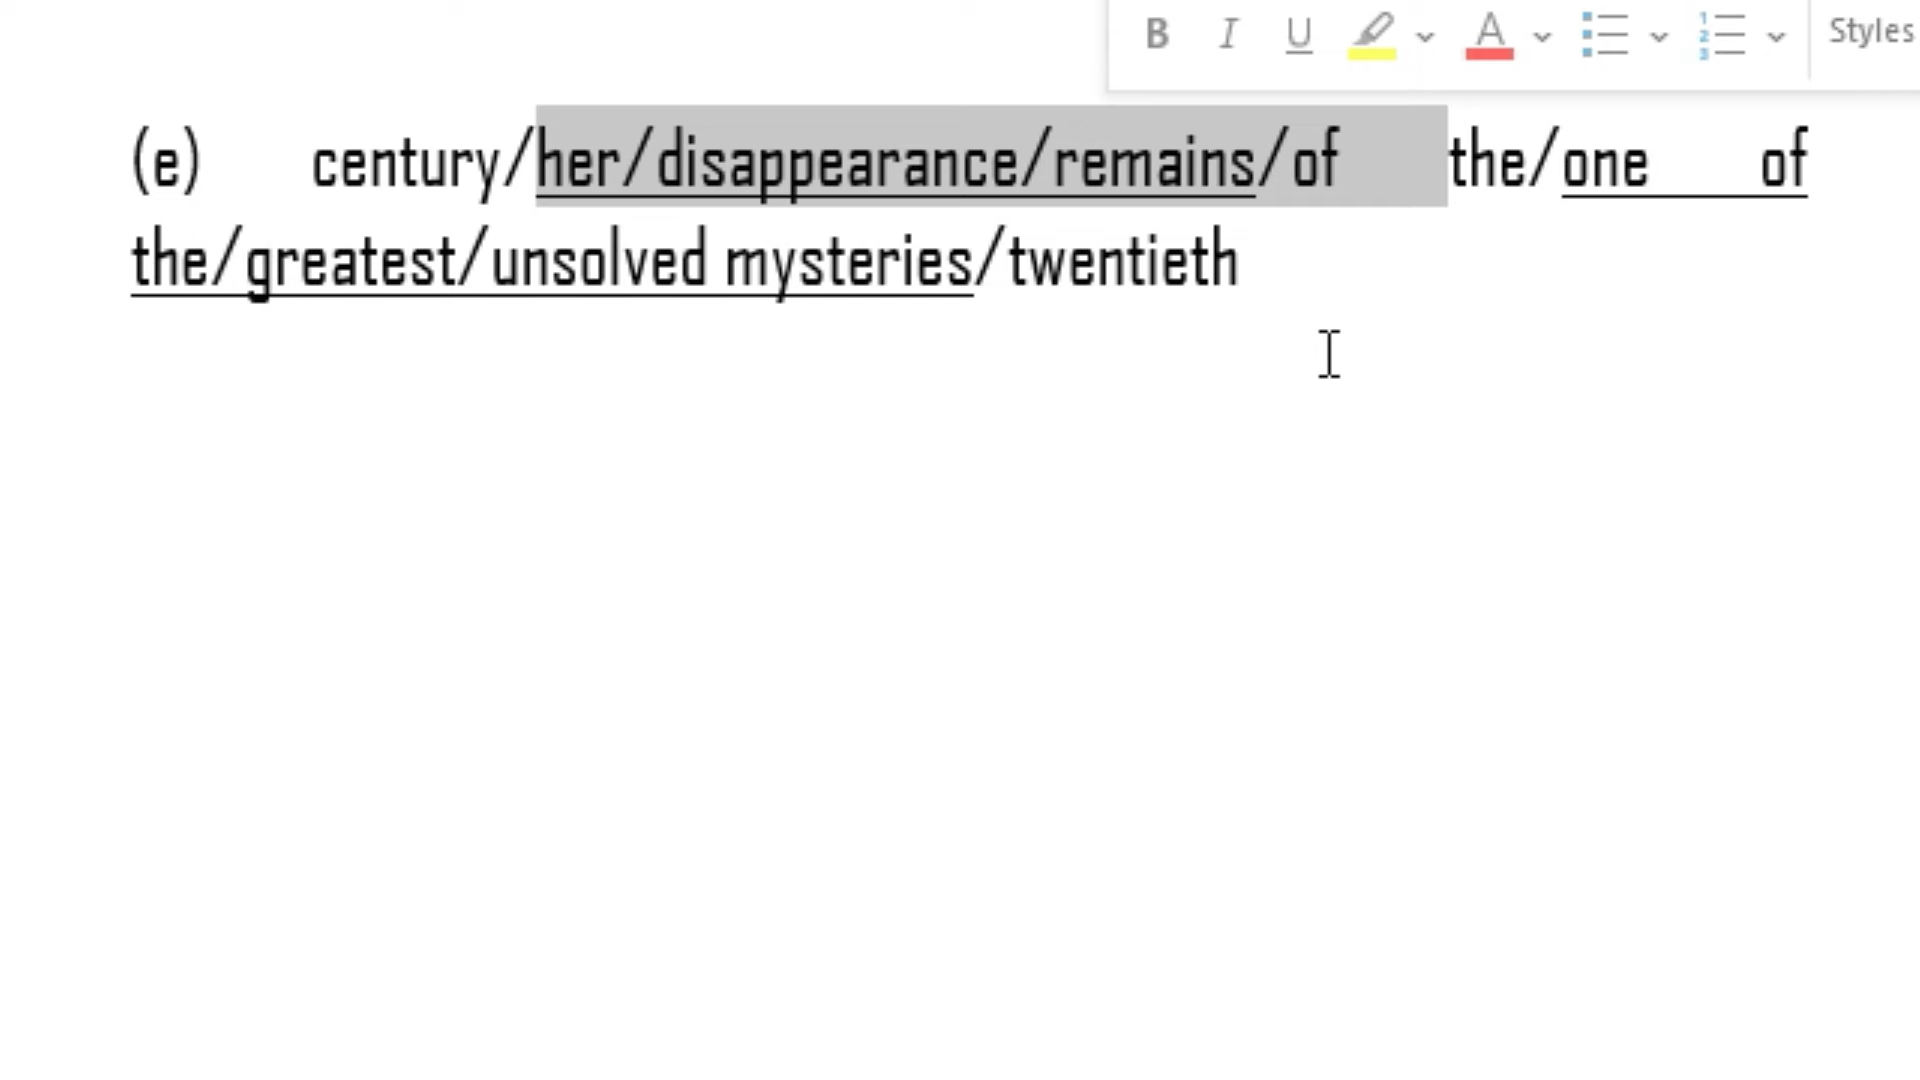 B I U A Styles
(e) century/her/disappearance/remains/of the/one of
the/greatest/unsolved mysteries/twentieth